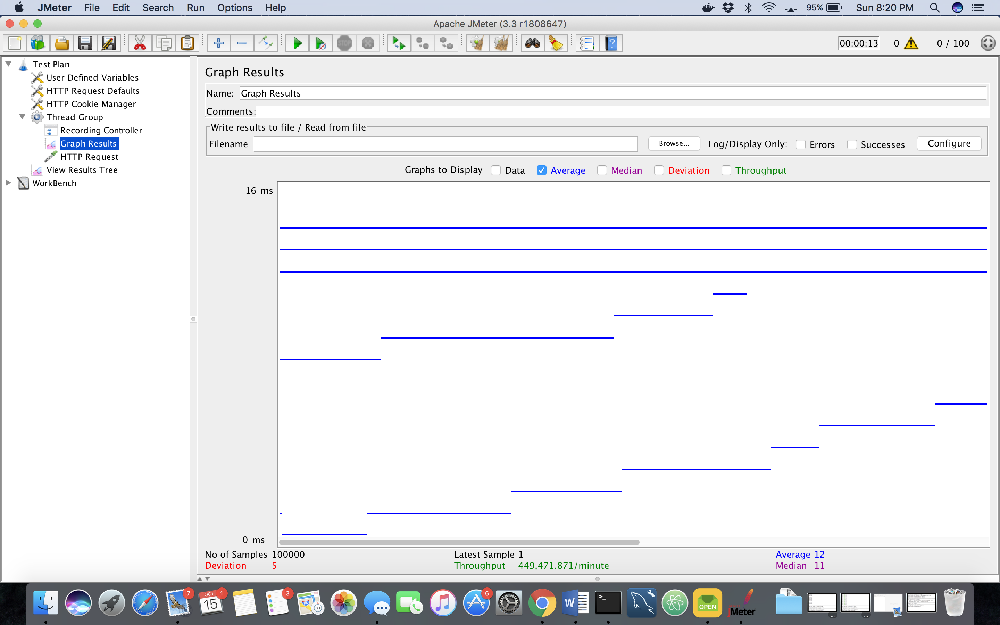 JMeter File Edit Search Run Options Help 95% Sun 8:20 PM
Apache JMeter (3.3 r1808647)
STOP ? 00:00:13 0 0 / 100
Test Plan
User Defined Variables
HTTP Request Defaults
HTTP Cookie Manager
Thread Group
Recording Controller
Graph Results
HTTP Request
View Results Tree
WorkBench
Graph Results
Name: Graph Results
Comments:
Write results to file / Read from file
Filename Browse... Log/Display Only: Errors Successes Configure
Graphs to Display Data Average Median Deviation Throughput
16 ms
0 ms
No of Samples 100000 Latest Sample 1 Average 12
Deviation 5 Throughput 449,471.871/minute Median 11
7 OCT 15 1 3 280 3D 6 W >_ OPEN JMeter